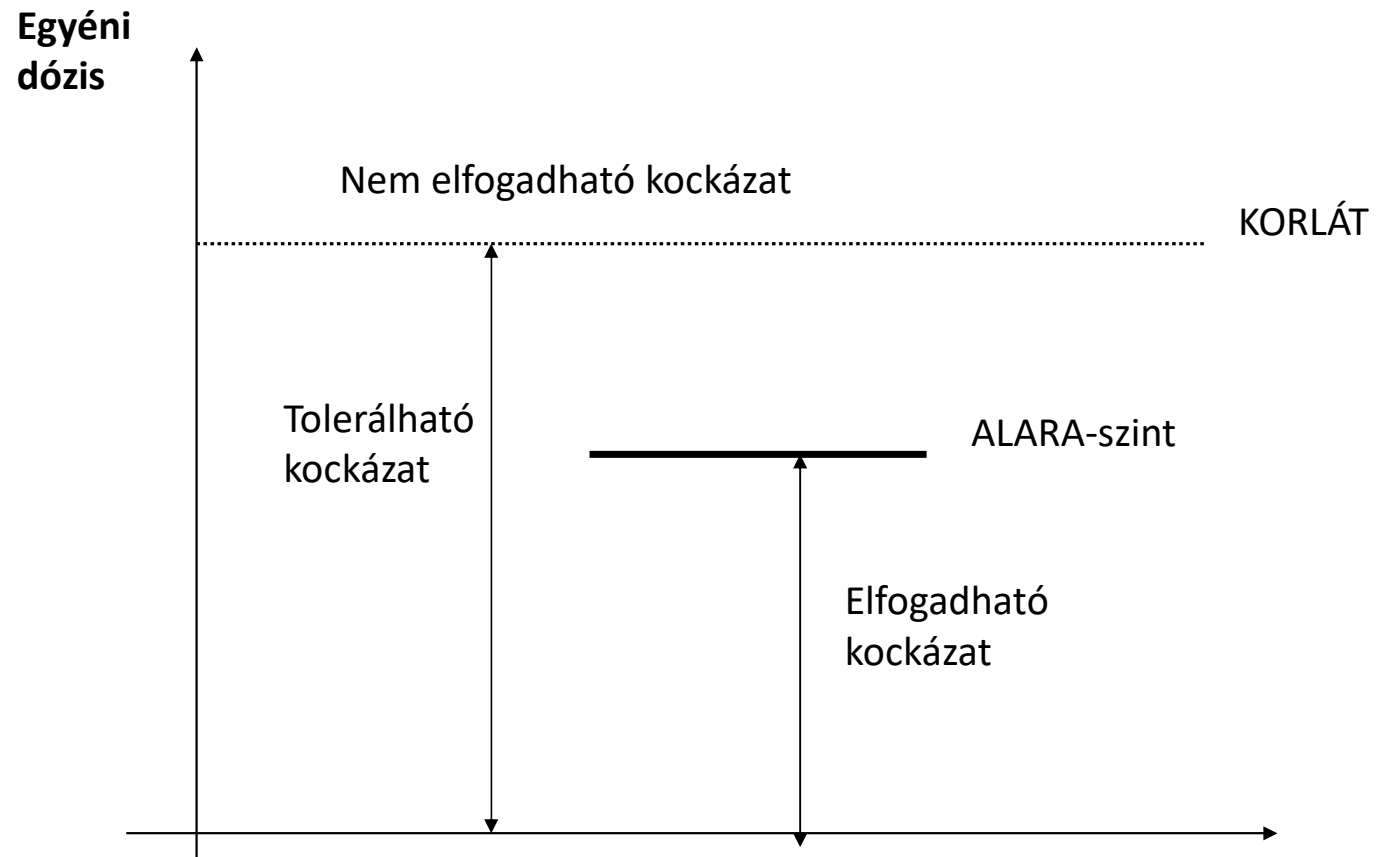 Egyéni
dózis
Nem elfogadható kockázat
KORLÁT
Tolerálható
kockázat
ALARA-szint
Elfogadható
kockázat